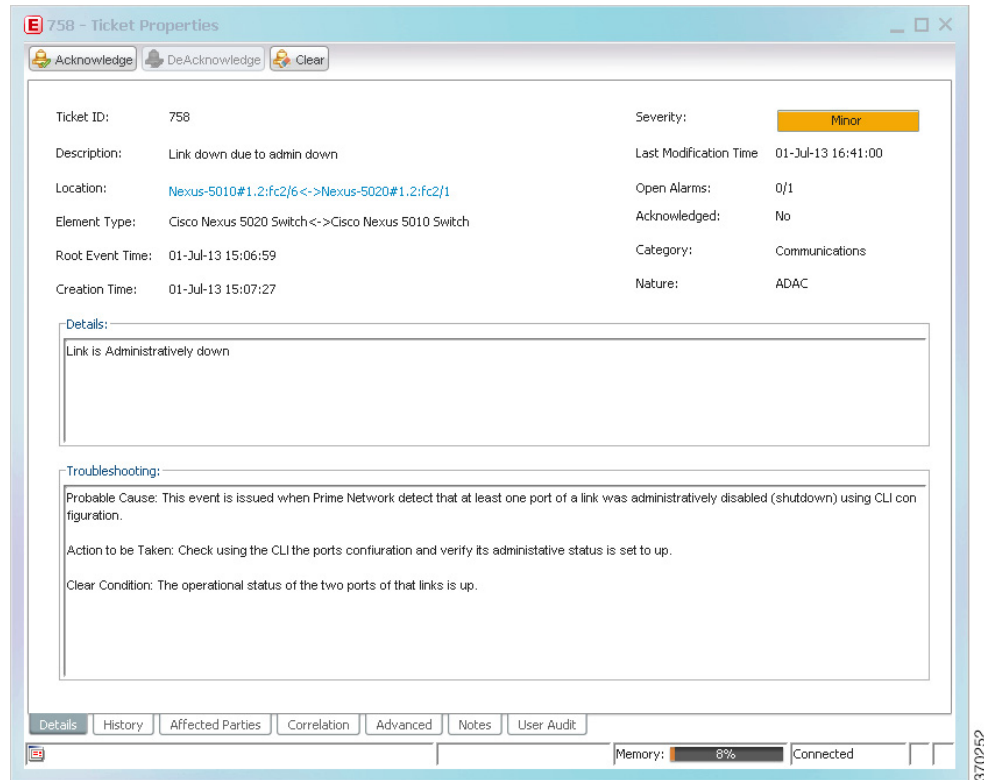 E 758 - Ticket Properties
Acknowledge DeAcknowledge Clear
Ticket ID: 758
Severity: Minor
Description: Link down due to admin down
Last Modification Time 01-Jul-13 16:41:00
Location: Nexus-5010#1.2:fc2/6<->Nexus-5020#1.2:fc2/1
Open Alarms: 0/1
Element Type: Cisco Nexus 5020 Switch<->Cisco Nexus 5010 Switch
Acknowledged: No
Root Event Time: 01-Jul-13 15:06:59
Category: Communications
Creation Time: 01-Jul-13 15:07:27
Nature: ADAC
Details:
Link is Administratively down
Troubleshooting:
Probable Cause: This event is issued when Prime Network detect that at least one port of a link was administratively disabled (shutdown) using CLI con
figuration.
Action to be Taken: Check using the CLI the ports confiuration and verify its administative status is set to up.
Clear Condition: The operational status of the two ports of that links is up.
Details History Affected Parties Correlation Advanced Notes User Audit
Memory: 8% Connected
370252